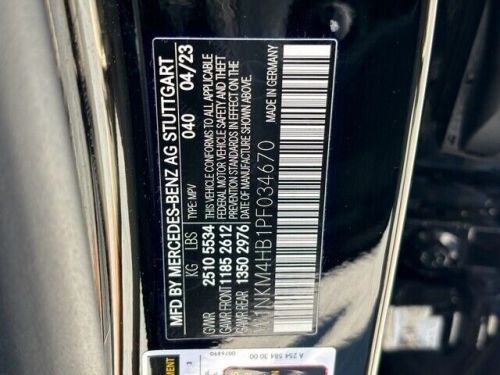 MFD BY MERCEDES-BENZ AG STUTTGART
KG LBS TYPE: MPV 040 04/23
GVWR 2510 5534 THIS VEHICLE CONFORMS TO ALL APPLICABLE
GAWR FRONT 1185 2612 FEDERAL MOTOR VEHICLE SAFETY AND THEFT
GAWR REAR 1350 2976 PREVENTION STANDARDS IN EFFECT ON THE
DATE OF MANUFACTURE SHOWN ABOVE.
W1NKM4HB1PF034670 MADE IN GERMANY
A 254 584 30 00